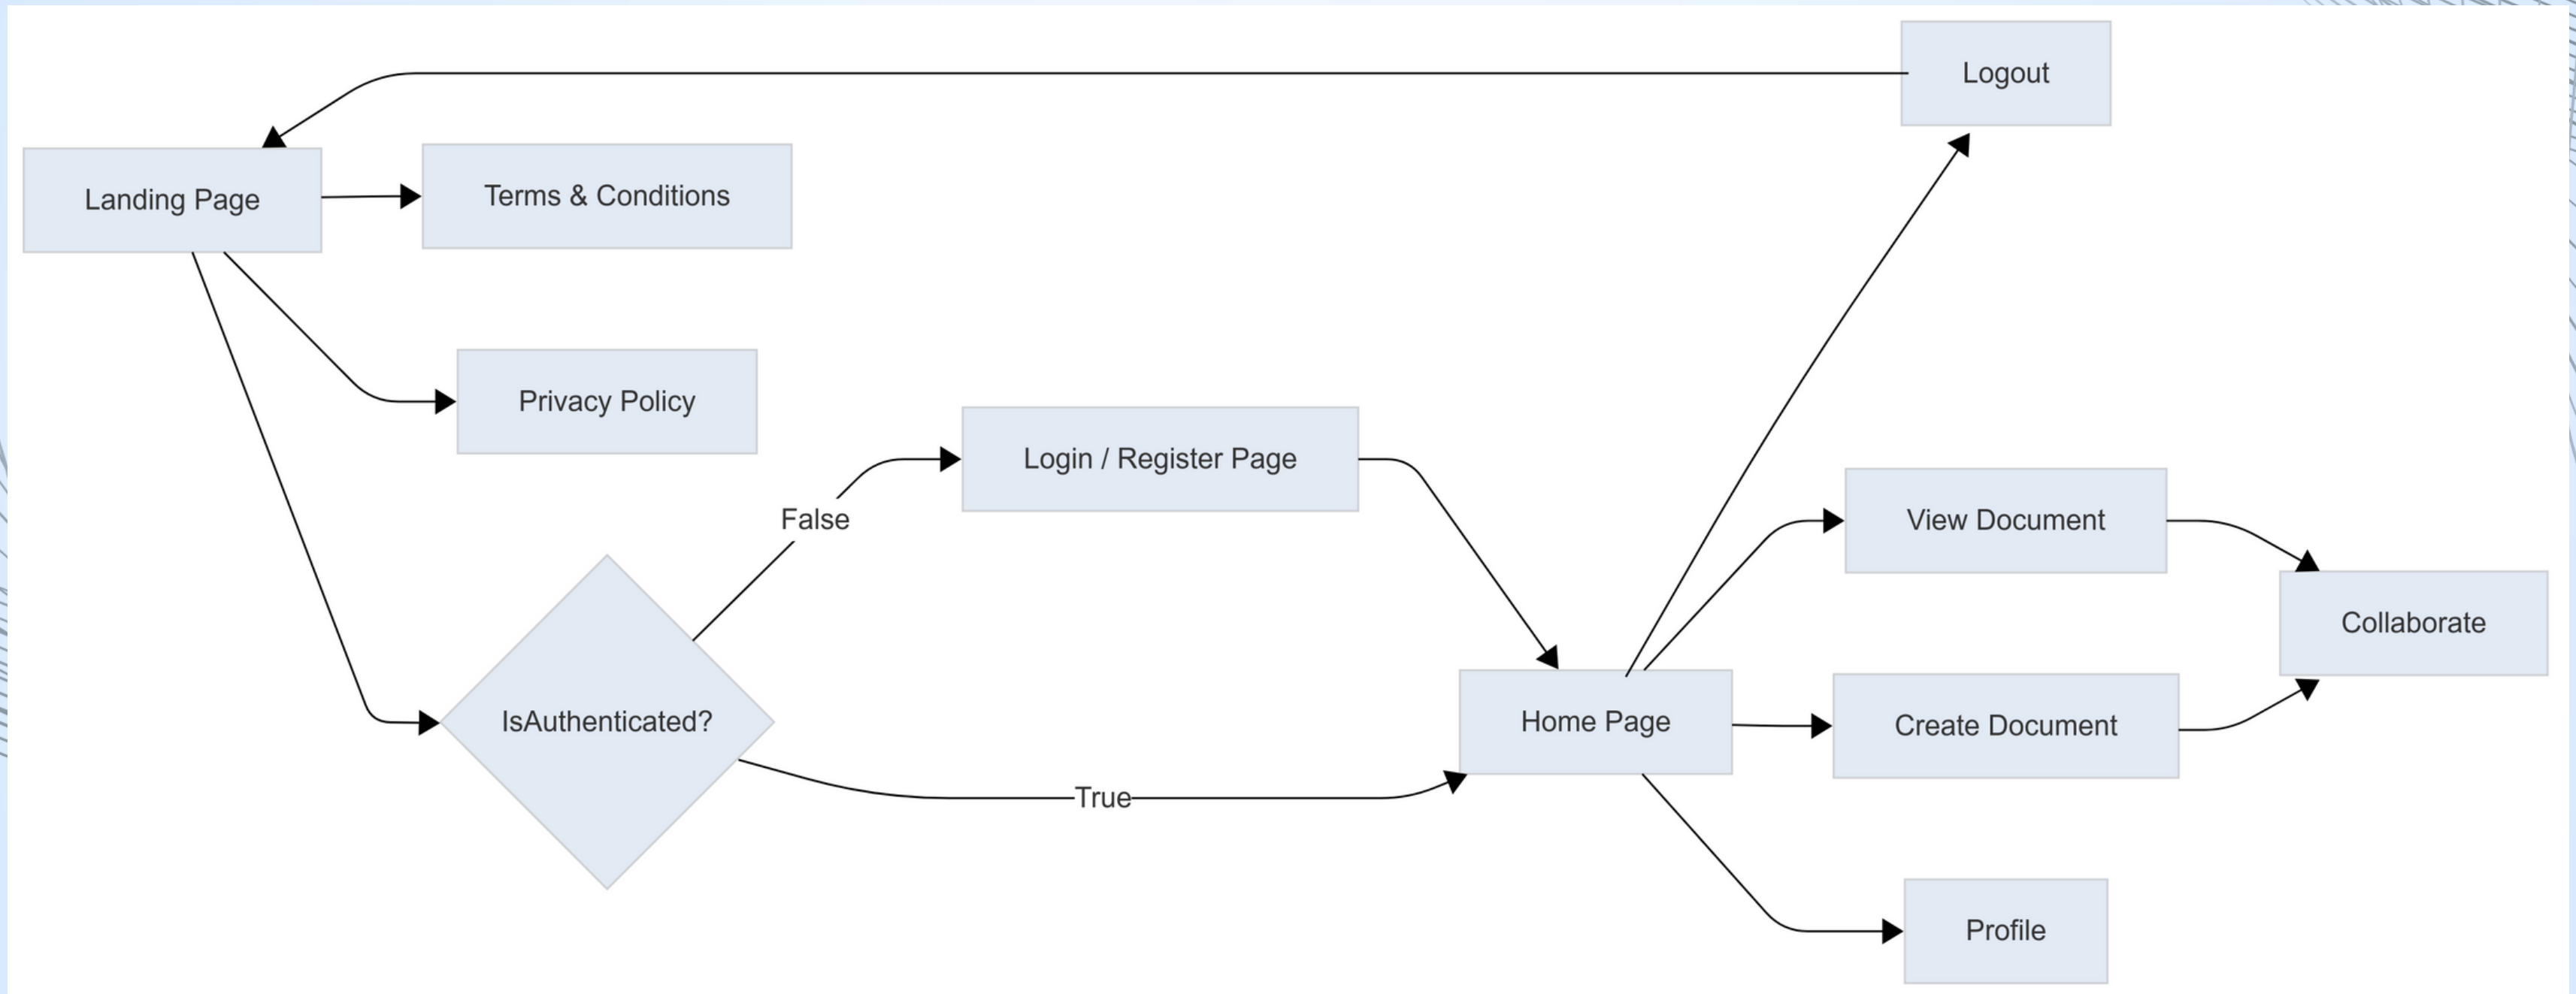 Logout
Landing Page
Terms & Conditions
Privacy Policy
Login / Register Page
False
View Document
Collaborate
IsAuthenticated?
Home Page
Create Document
True
Profile